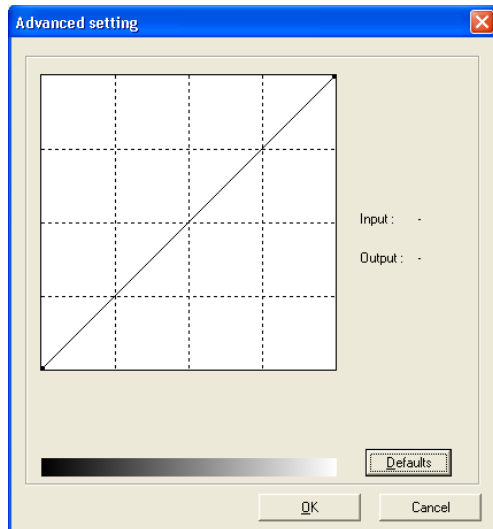 Advanced setting
Input : -
Output : -
Defaults
OK
Cancel